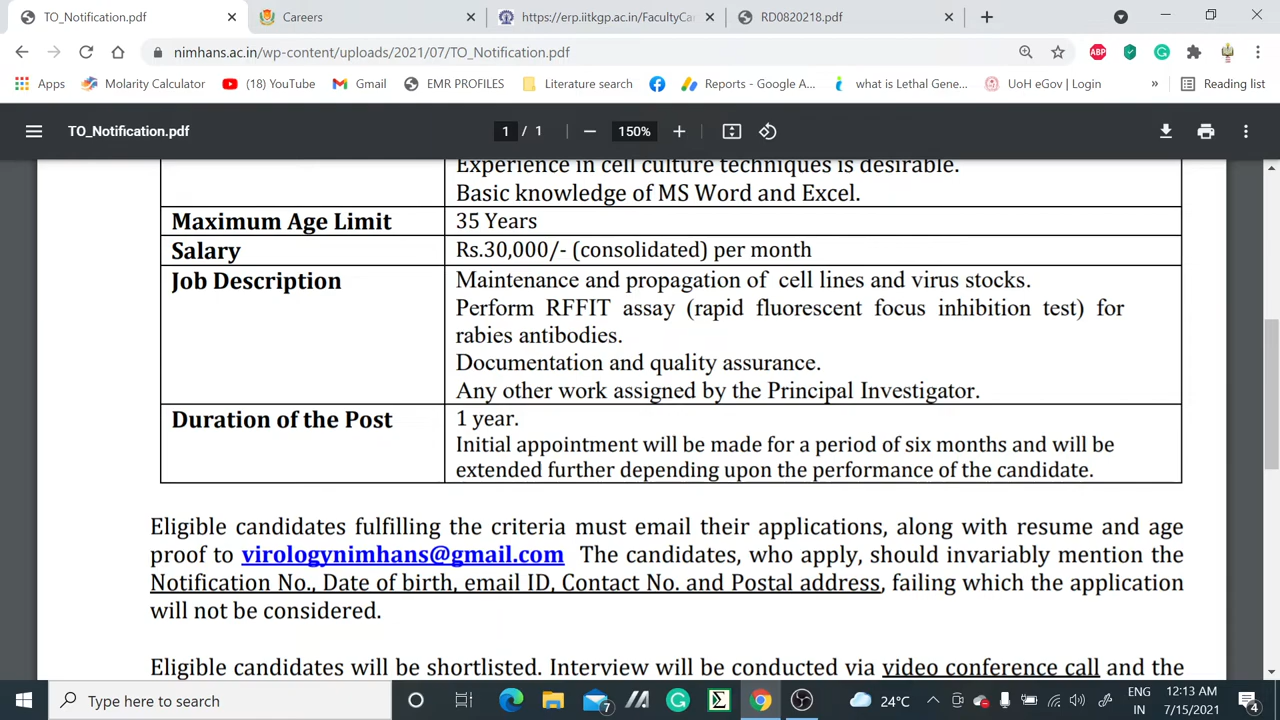 TO_Notification.pdf
Careers
https://erp.iitkgp.ac.in/FacultyCar
RD0820218.pdf
nimhans.ac.in/wp-content/uploads/2021/07/TO_Notification.pdf
ABP
Apps
Molarity Calculator
(18) YouTube
Gmail
EMR PROFILES
Literature search
Reports - Google A...
what is Lethal Gene...
UoH eGov | Login
»
Reading list
TO_Notification.pdf
1 / 1
150%
Experience in cell culture techniques is desirable.
Basic knowledge of MS Word and Excel.
Maximum Age Limit
35 Years
Salary
Rs.30,000/- (consolidated) per month
Job Description
Maintenance and propagation of cell lines and virus stocks.
Perform RFFIT assay (rapid fluorescent focus inhibition test) for
rabies antibodies.
Documentation and quality assurance.
Any other work assigned by the Principal Investigator.
Duration of the Post
1 year.
Initial appointment will be made for a period of six months and will be
extended further depending upon the performance of the candidate.
Eligible candidates fulfilling the criteria must email their applications, along with resume and age
proof to virologynimhans@gmail.com The candidates, who apply, should invariably mention the
Notification No., Date of birth, email ID, Contact No. and Postal address, failing which the application
will not be considered.
Eligible candidates will be shortlisted. Interview will be conducted via video conference call and the
Type here to search
7
24°C
ENG
IN
12:13 AM
7/15/2021
4